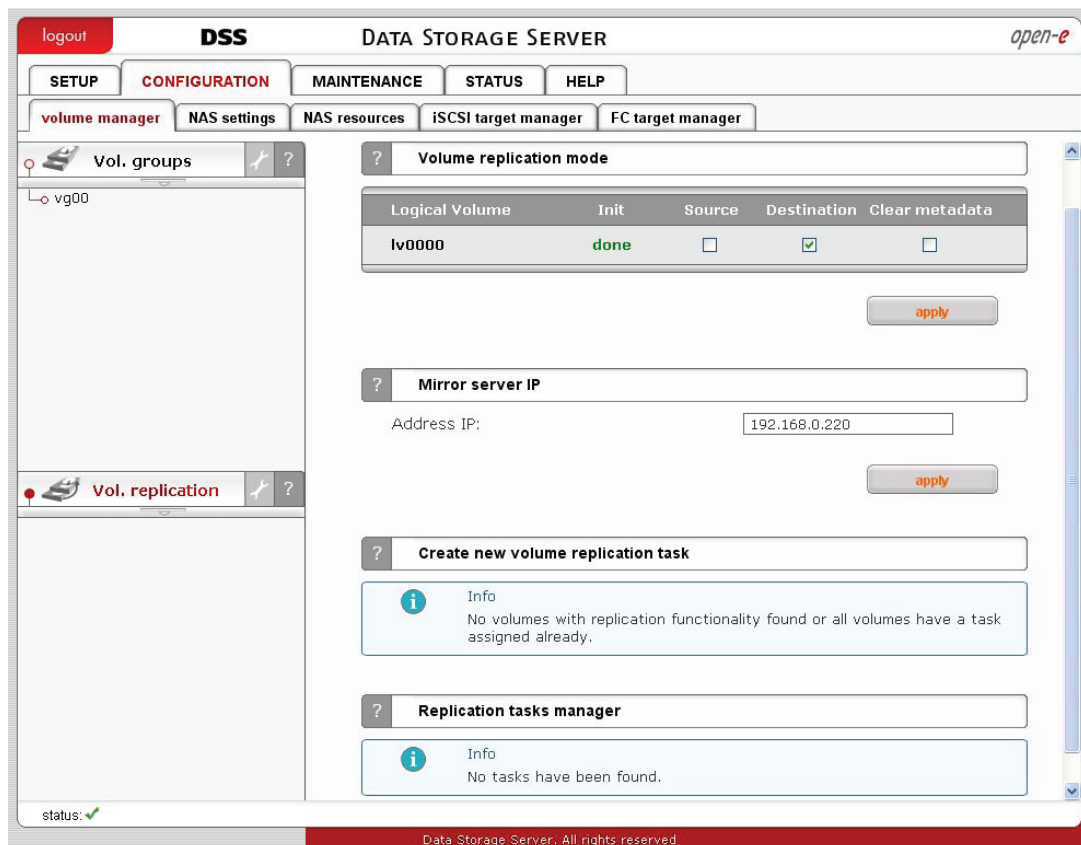 logout
DSS
DATA STORAGE SERVER
open-e
SETUP CONFIGURATION MAINTENANCE STATUS HELP
volume manager NAS settings NAS resources iSCSI target manager FC target manager
Vol. groups ?
vg00
? Volume replication mode
Logical Volume Init Source Destination Clear metadata
lv0000 done
apply
? Mirror server IP
Address IP: 192.168.0.220
apply
Vol. replication ?
? Create new volume replication task
i Info
No volumes with replication functionality found or all volumes have a task
assigned already.
? Replication tasks manager
i Info
No tasks have been found.
status:
Data Storage Server. All rights reserved